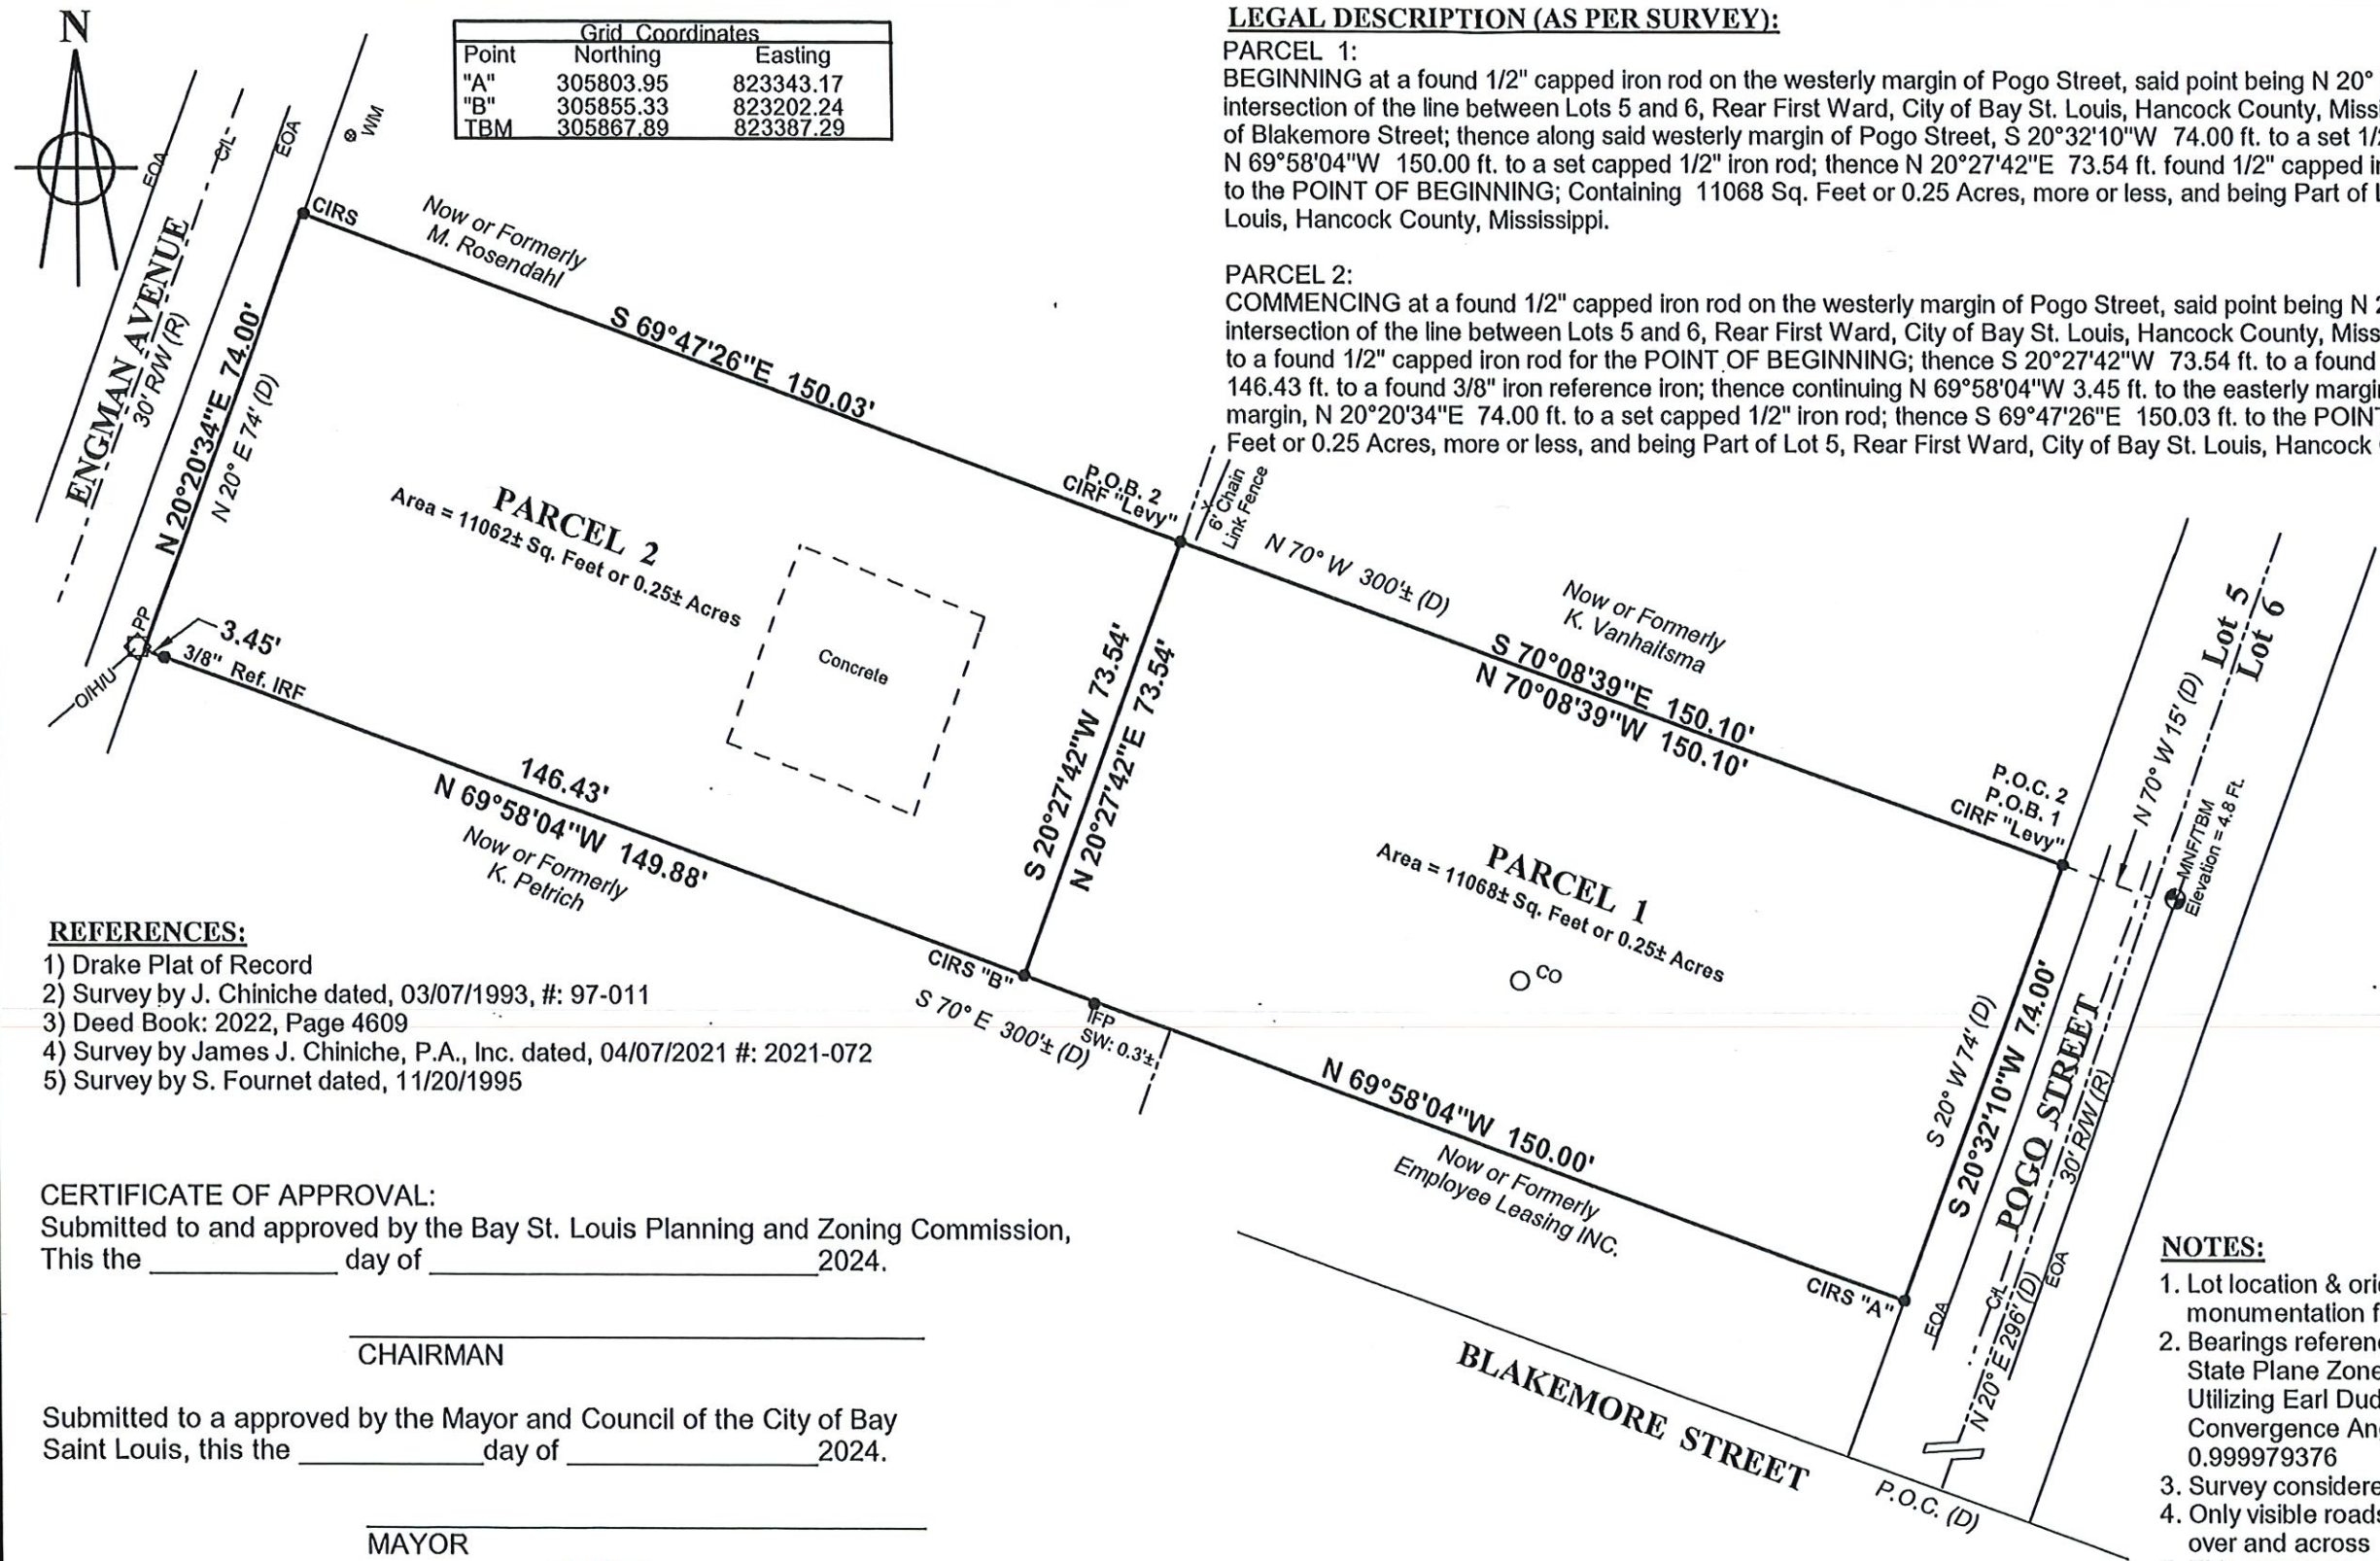 N
Grid Coordinates
Point Northing Easting
"A" 305803.95 823343.17
"B" 305855.33 823202.24
TBM 305867.89 823387.29
LEGAL DESCRIPTION (AS PER SURVEY):
PARCEL 1:
BEGINNING at a found 1/2" capped iron rod on the westerly margin of Pogo Street, said point being N 20°
intersection of the line between Lots 5 and 6, Rear First Ward, City of Bay St. Louis, Hancock County, Missi
of Blakemore Street; thence along said westerly margin of Pogo Street, S 20°32'10"W 74.00 ft. to a set 1/
N 69°58'04"W 150.00 ft. to a set capped 1/2" iron rod; thence N 20°27'42"E 73.54 ft. found 1/2" capped i
to the POINT OF BEGINNING; Containing 11068 Sq. Feet or 0.25 Acres, more or less, and being Part of
Louis, Hancock County, Mississippi.
PARCEL 2:
COMMENCING at a found 1/2" capped iron rod on the westerly margin of Pogo Street, said point being N
intersection of the line between Lots 5 and 6, Rear First Ward, City of Bay St. Louis, Hancock County, Miss
to a found 1/2" capped iron rod for the POINT OF BEGINNING; thence S 20°27'42"W 73.54 ft. to a found
146.43 ft. to a found 3/8" iron reference iron; thence continuing N 69°58'04"W 3.45 ft. to the easterly margi
margin, N 20°20'34"E 74.00 ft. to a set capped 1/2" iron rod; thence S 69°47'26"E 150.03 ft. to the POIN
Feet or 0.25 Acres, more or less, and being Part of Lot 5, Rear First Ward, City of Bay St. Louis, Hancock
EOA
C/L
EOA
WM
ENGMAN AVENUE
30' R/W (R)
N 20°20'34"E 74.00'
N 20° E 74' (D)
CIRS
Now or Formerly
M. Rosendahl
S 69°47'26"E 150.03'
PARCEL 2
Area = 11062± Sq. Feet or 0.25± Acres
Concrete
P.O.B. 2
CIRF "Levy"
6' Chain
Link Fence
X
N 70° W 300'± (D)
Now or Formerly
K. Vanhaitsma
S 70°08'39"E 150.10'
N 70°08'39"W 150.10'
PP
3.45'
3/8" Ref. IRF
O/H/U
146.43'
N 69°58'04"W 149.88'
Now or Formerly
K. Petrich
S 20°27'42"W 73.54'
N 20°27'42"E 73.54'
P.O.C. 2
P.O.B. 1
CIRF "Levy"
N 70° W 15' (D)
Lot 5
Lot 6
MNF/TBM
Elevation = 4.8 Ft.
PARCEL 1
Area = 11068± Sq. Feet or 0.25± Acres
CO
CIRS "B"
S 70° E 300'± (D)
IFP
SW: 0.3'±
N 69°58'04"W 150.00'
Now or Formerly
Employee Leasing INC.
S 20° W 74' (D)
S 20°32'10"W 74.00'
POGO STREET
30' R/W (R)
CIRS "A"
EOA
C/L
N 20° E 296' (D)
EOA
BLAKEMORE STREET
P.O.C. (D)
REFERENCES:
1) Drake Plat of Record
2) Survey by J. Chiniche dated, 03/07/1993, #: 97-011
3) Deed Book: 2022, Page 4609
4) Survey by James J. Chiniche, P.A., Inc. dated, 04/07/2021 #: 2021-072
5) Survey by S. Fournet dated, 11/20/1995
CERTIFICATE OF APPROVAL:
Submitted to and approved by the Bay St. Louis Planning and Zoning Commission,
This the ____________ day of ________________________ 2024.
CHAIRMAN
Submitted to a approved by the Mayor and Council of the City of Bay
Saint Louis, this the ____________ day of ________________ 2024.
MAYOR
NOTES:
1. Lot location & ori
monumentation f
2. Bearings referen
State Plane Zone
Utilizing Earl Dud
Convergence An
0.999979376
3. Survey considere
4. Only visible roads
over and across